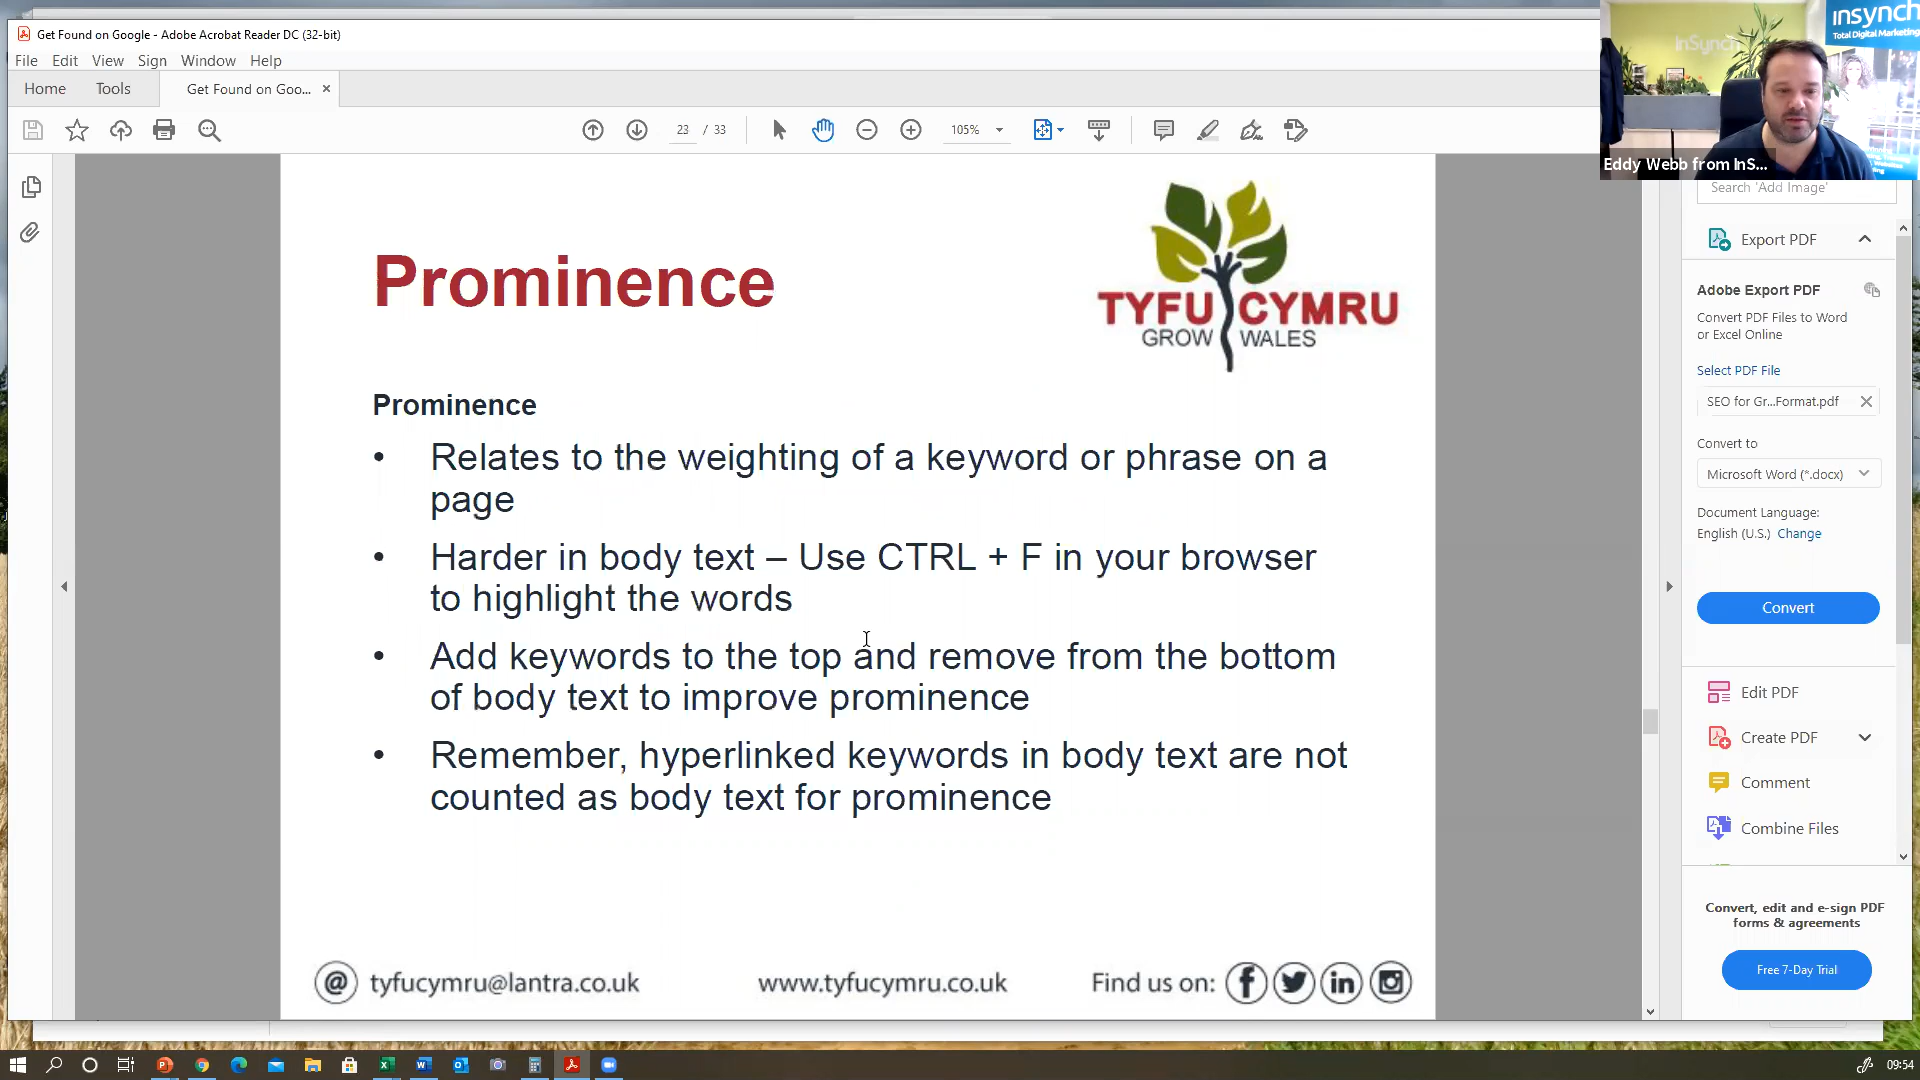 Get Found on Google - Adobe Acrobat Reader DC (32-bit)
File Edit View Sign Window Help
Home Tools Get Found on Goo... ×
23 / 33 105%
insynch
Total Digital Marketing
InSynch
Eddy Webb from InS...
Search 'Add Image'
Prominence
TYFU CYMRU
GROW WALES
Prominence
• Relates to the weighting of a keyword or phrase on a
page
• Harder in body text – Use CTRL + F in your browser
to highlight the words
• Add keywords to the top and remove from the bottom
of body text to improve prominence
• Remember, hyperlinked keywords in body text are not
counted as body text for prominence
@ tyfucymru@lantra.co.uk www.tyfucymru.co.uk Find us on:
Export PDF
Adobe Export PDF
Convert PDF Files to Word
or Excel Online
Select PDF File
SEO for Gr...Format.pdf
Convert to
Microsoft Word (*.docx)
Document Language:
English (U.S.) Change
Convert
Edit PDF
Create PDF
Comment
Combine Files
Convert, edit and e-sign PDF
forms & agreements
Free 7-Day Trial
09:54